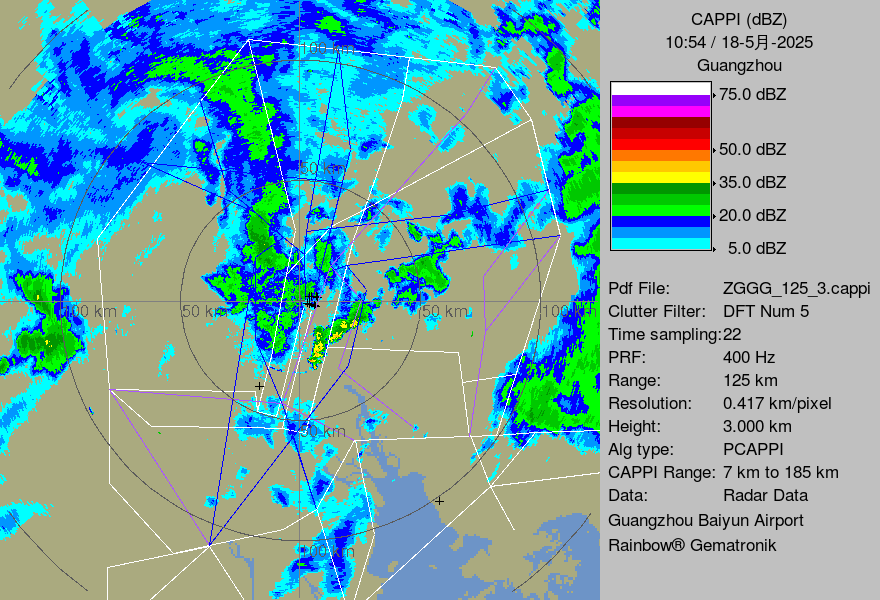 CAPPI (dBZ)
10:54 / 18-5月-2025
Guangzhou
75.0 dBZ
50.0 dBZ
35.0 dBZ
20.0 dBZ
5.0 dBZ
100 km
50 km
100 km
50 km
50 km
100 km
50 km
100 km
Pdf File: ZGGG_125_3.cappi
Clutter Filter: DFT Num 5
Time sampling:22
PRF: 400 Hz
Range: 125 km
Resolution: 0.417 km/pixel
Height: 3.000 km
Alg type: PCAPPI
CAPPI Range: 7 km to 185 km
Data: Radar Data
Guangzhou Baiyun Airport
Rainbow® Gematronik